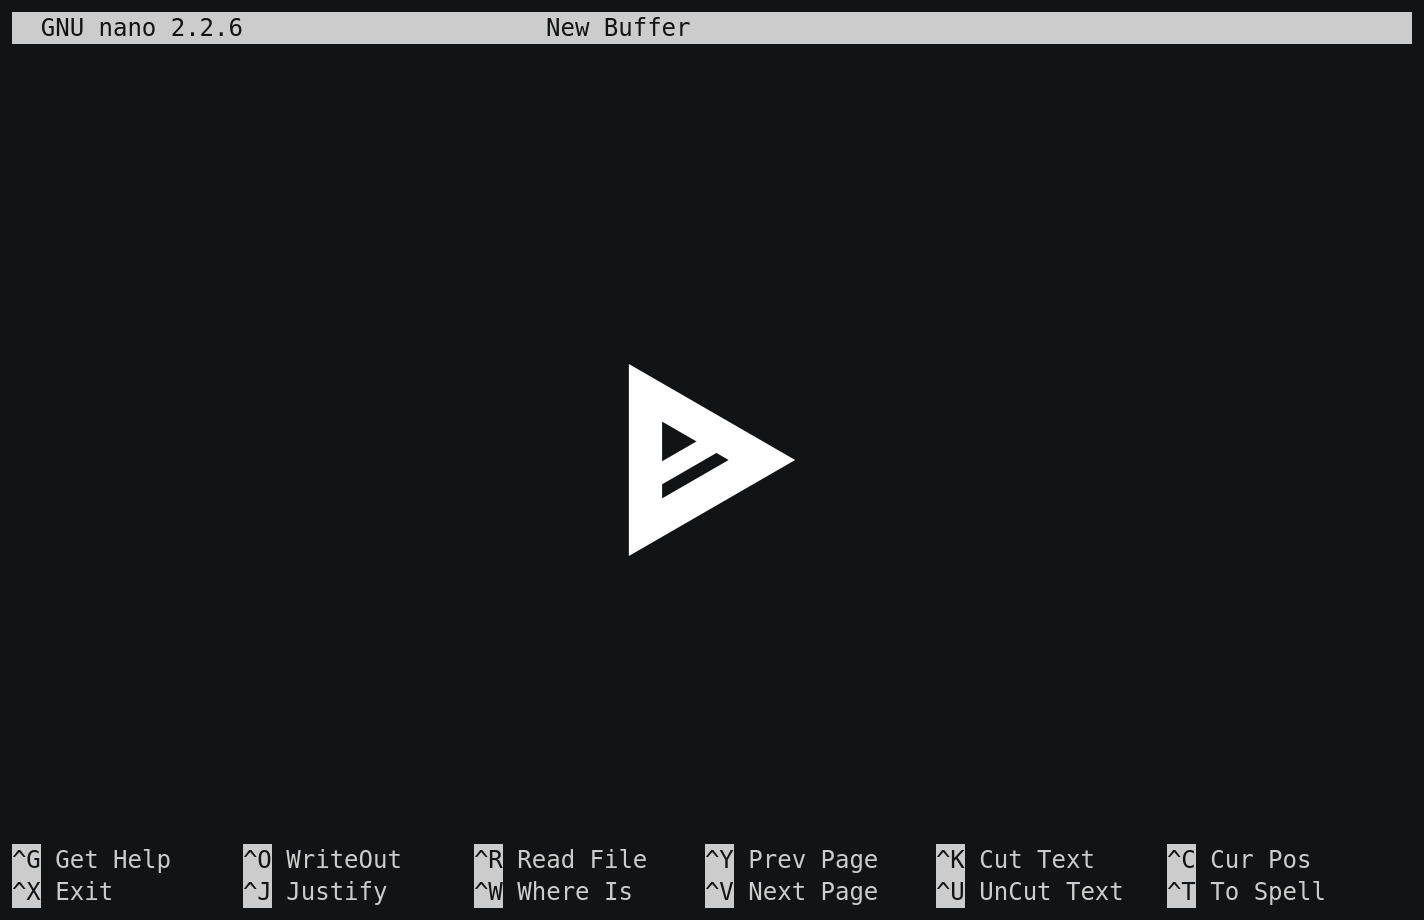 GNU nano 2.2.6 New Buffer
^G Get Help ^O WriteOut ^R Read File ^Y Prev Page ^K Cut Text ^C Cur Pos
^X Exit ^J Justify ^W Where Is ^V Next Page ^U UnCut Text ^T To Spell